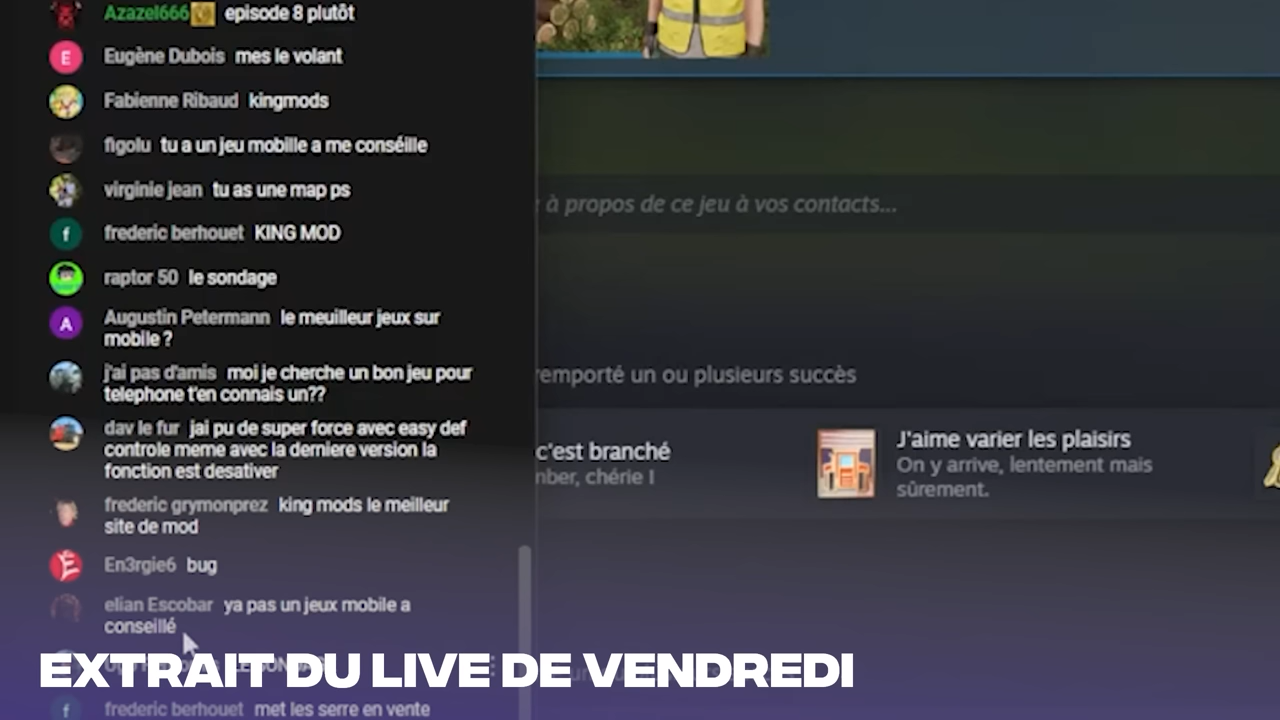 Azazel666 episode 8 plutôt
E Eugène Dubois mes le volant
Fabienne Ribaud kingmods
figolu tu a un jeu mobille a me conséille
virginie jean tu as une map ps
à propos de ce jeu à vos contacts...
f frederic berhouet KING MOD
raptor 50 le sondage
A Augustin Petermann le meuilleur jeux sur
mobile ?
j'ai pas d'amis moi je cherche un bon jeu pour
telephone t'en connais un??
remporté un ou plusieurs succès
dav le fur jai pu de super force avec easy def
controle meme avec la derniere version la
fonction est desativer
c'est branché
mber, chérie !
J'aime varier les plaisirs
On y arrive, lentement mais
sûrement.
frederic grymonprez king mods le meilleur
site de mod
En3rgie6 bug
elian Escobar ya pas un jeux mobile a
conseillé
EXTRAIT DU LIVE DE VENDREDI
f frederic berhouet met les serre en vente